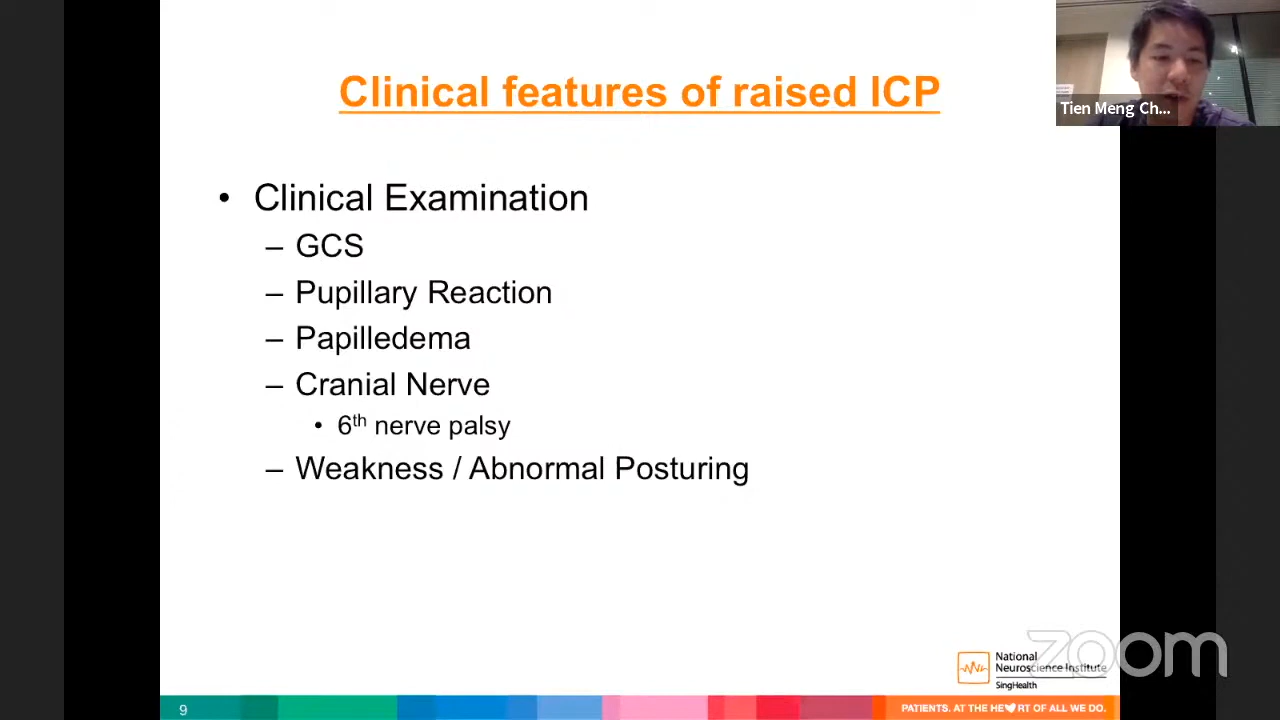 Clinical features of raised ICP
Tien Meng Ch...
• Clinical Examination
– GCS
– Pupillary Reaction
– Papilledema
– Cranial Nerve
• 6th nerve palsy
– Weakness / Abnormal Posturing
zoom
National
Neuroscience Institute
SingHealth
9
PATIENTS. AT THE HE♥RT OF ALL WE DO.